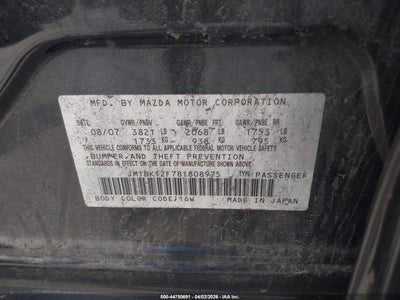 MFD. BY MAZDA MOTOR CORPORATION
DATE GVWR/PNBV GAWR/PNBE FRT GAWR/PNBE RR
08/07 3821 LB 2068 LB 1753 LB
1733 KG 938 KG 795 KG
THIS VEHICLE CONFORMS TO ALL APPLICABLE
FEDERAL MOTOR VEHICLE SAFETY,
BUMPER, AND THEFT PREVENTION
STANDARDS IN EFFECT ON THE DATE OF MANUFACTURE SHOWN ABOVE.
JM1BK12F781808975 TYPE: PASSENGER
BODY COLOR CODE: 16W MADE IN JAPAN
000-44750691 - 04/02/2026 - 000